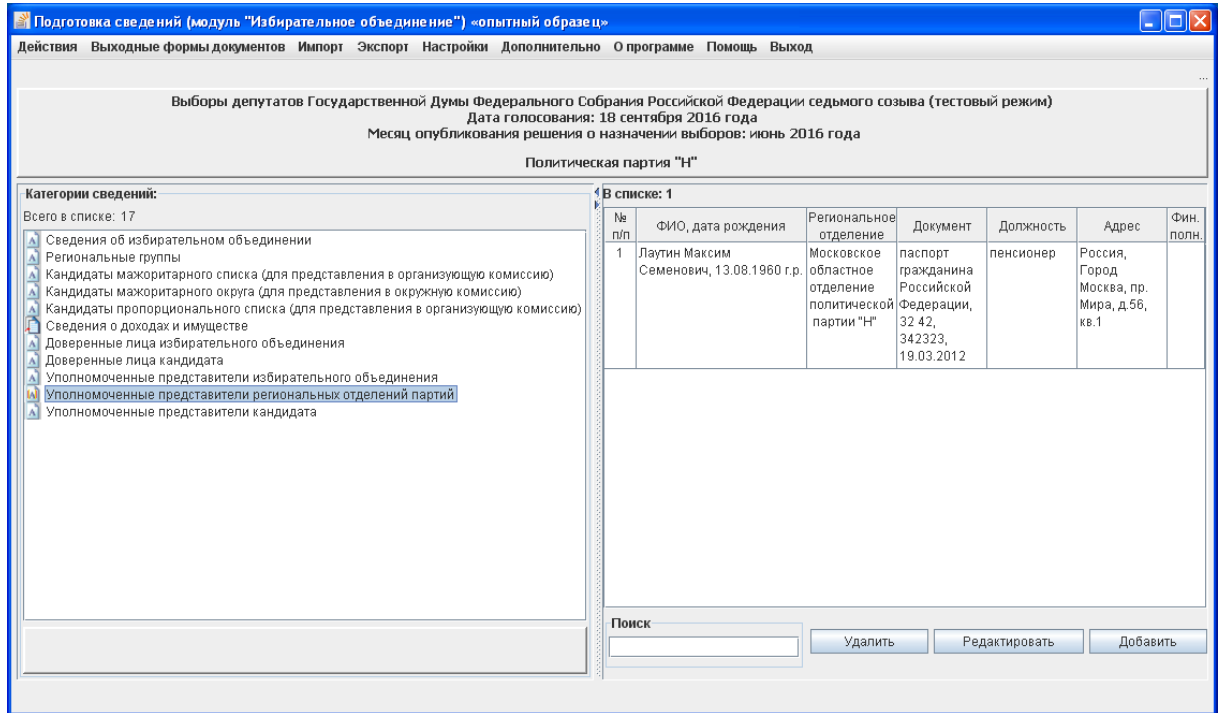 Подготовка сведений (модуль "Избирательное объединение") «опытный образец»
Действия Выходные формы документов Импорт Экспорт Настройки Дополнительно О программе Помощь Выход
...
Выборы депутатов Государственной Думы Федерального Собрания Российской Федерации седьмого созыва (тестовый режим)
Дата голосования: 18 сентября 2016 года
Месяц опубликования решения о назначении выборов: июнь 2016 года
Политическая партия "Н"
Категории сведений:
Всего в списке: 17
Сведения об избирательном объединении
Региональные группы
Кандидаты мажоритарного списка (для представления в организующую комиссию)
Кандидаты мажоритарного округа (для представления в окружную комиссию)
Кандидаты пропорционального списка (для представления в организующую комиссию)
Сведения о доходах и имуществе
Доверенные лица избирательного объединения
Доверенные лица кандидата
Уполномоченные представители избирательного объединения
Уполномоченные представители региональных отделений партий
Уполномоченные представители кандидата
В списке: 1
№ п/п ФИО, дата рождения Региональное отделение Документ Должность Адрес Фин. полн.
1 Лаутин Максим Московское паспорт пенсионер Россия,
Семенович, 13.08.1960 г.р. областное гражданина Город
отделение Российской Москва, пр.
политической Федерации, Мира, д.56,
партии "Н" 32 42, кв.1
342323,
19.03.2012
Поиск
Удалить Редактировать Добавить